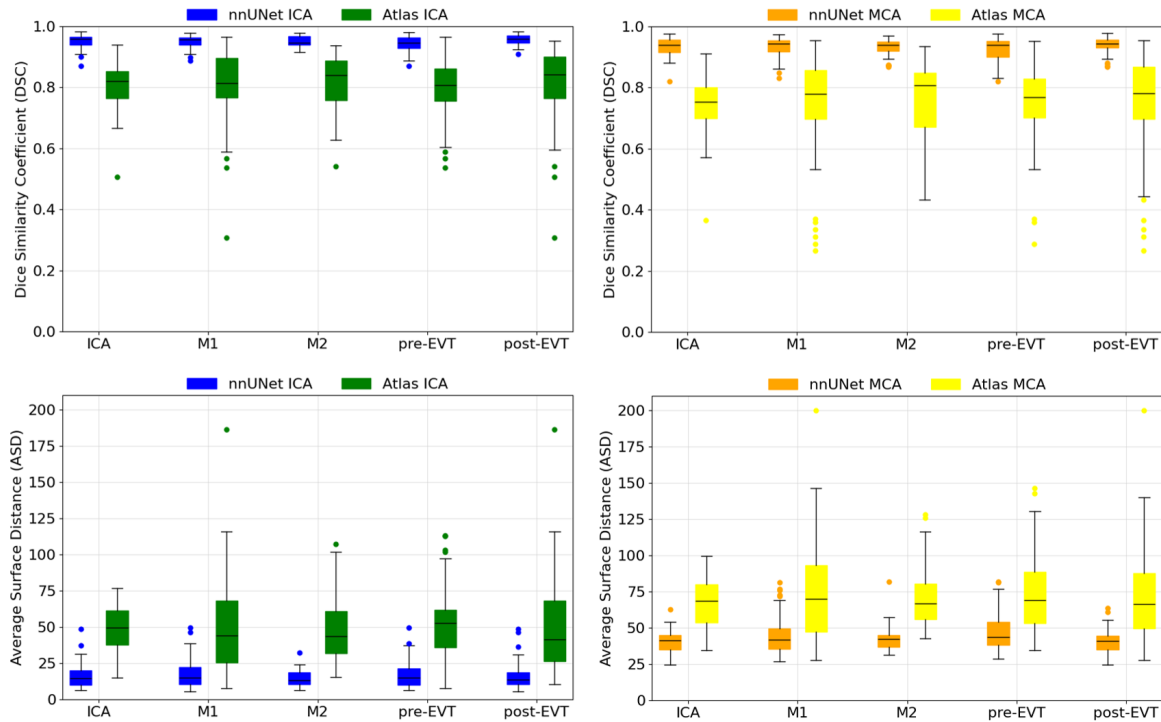 nnUNet ICA Atlas ICA
Dice Similarity Coefficient (DSC)
1.0
0.8
0.6
0.4
0.2
0.0
ICA M1 M2 pre-EVT post-EVT
nnUNet MCA Atlas MCA
Dice Similarity Coefficient (DSC)
1.0
0.8
0.6
0.4
0.2
0.0
ICA M1 M2 pre-EVT post-EVT
nnUNet ICA Atlas ICA
Average Surface Distance (ASD)
200
175
150
125
100
75
50
25
0
ICA M1 M2 pre-EVT post-EVT
nnUNet MCA Atlas MCA
Average Surface Distance (ASD)
200
175
150
125
100
75
50
25
0
ICA M1 M2 pre-EVT post-EVT